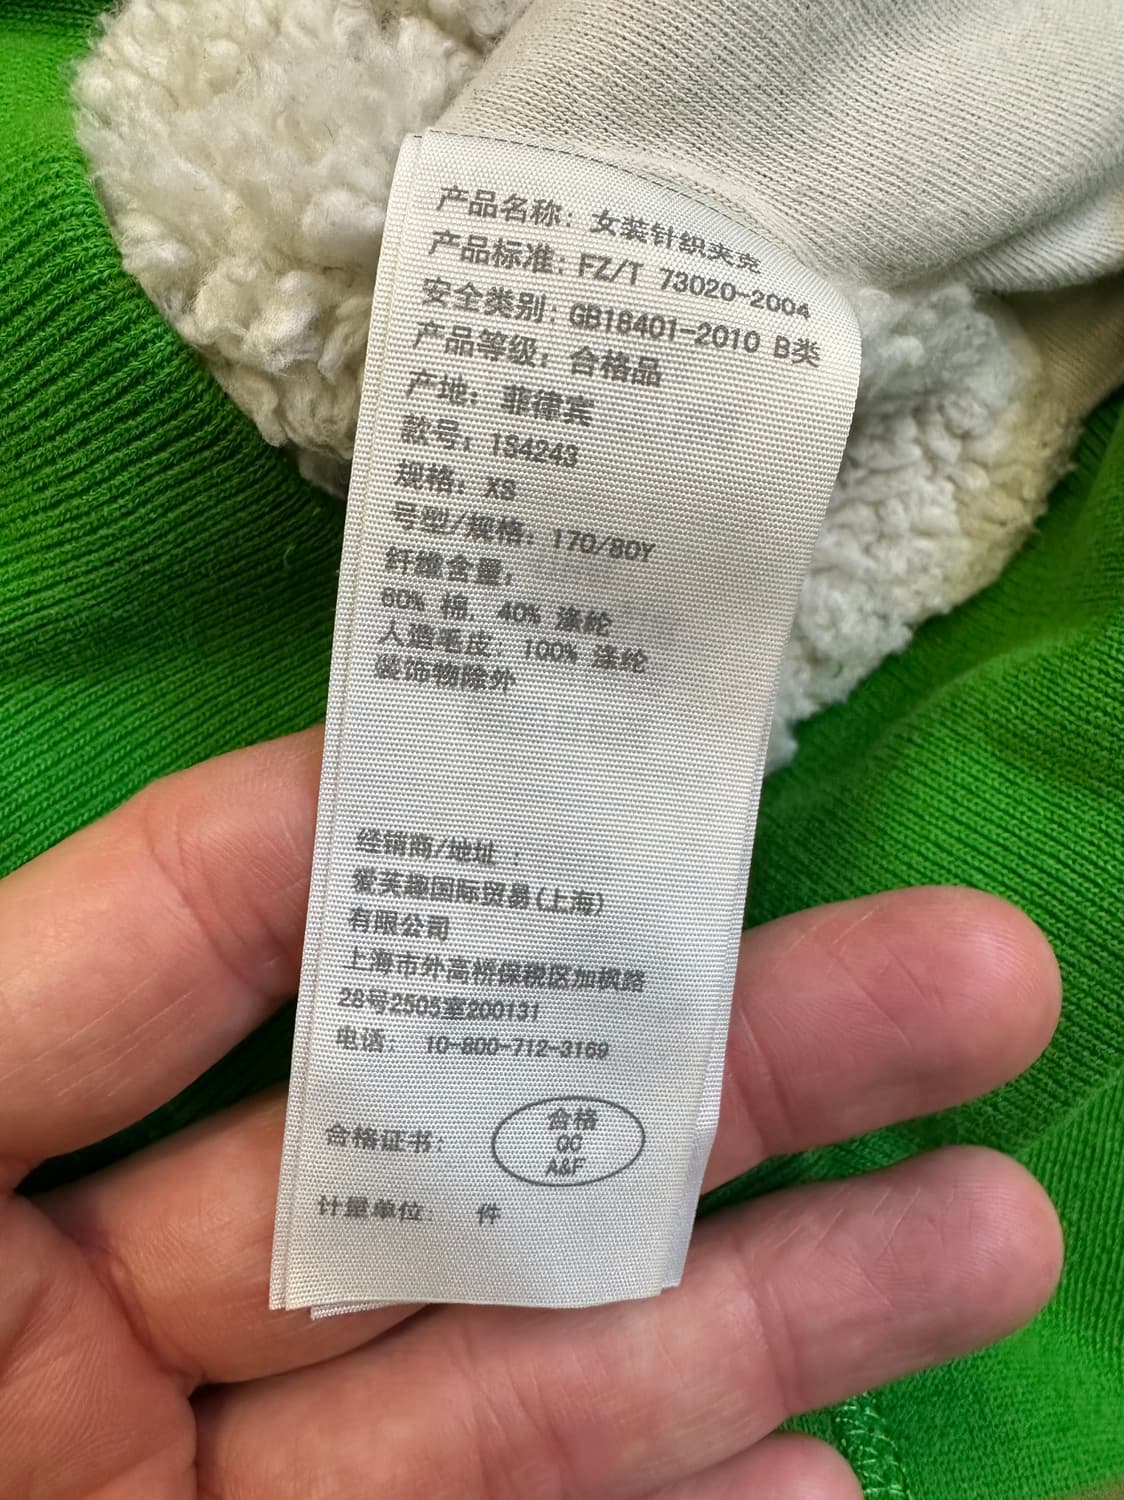 产品名称: 女装针织夹克
产品标准: FZ/T 73020-2004
安全类别: GB18401-2010 B类
产品等级: 合格品
产地: 菲律宾
款号: 134243
规格: XS
号型/规格: 170/80Y
纤维含量:
60% 棉, 40% 涤纶
人造毛皮: 100% 涤纶
装饰物除外
经销商/地址 :
爱芙趣国际贸易(上海)
有限公司
上海市外高桥保税区加枫路
28号2505室200131
电话: 10-800-712-3169
合格证书:
合格
QC
A&F
计量单位: 件